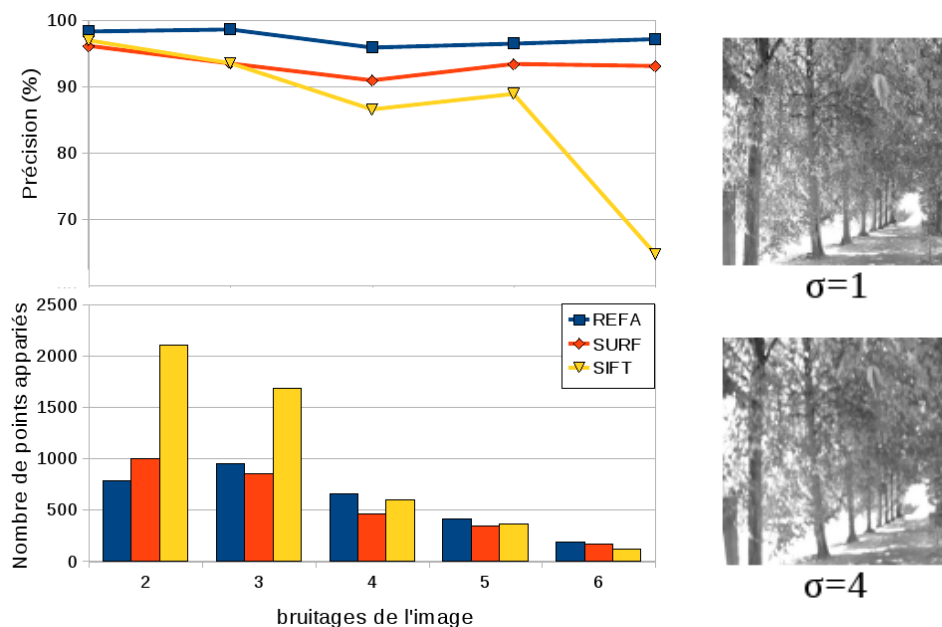 100
90
80
70
Précision (%)
2500
2000
1500
1000
500
0
Nombre de points appariés
REFA
SURF
SIFT
2 3 4 5 6
bruitages de l'image
σ=1
σ=4